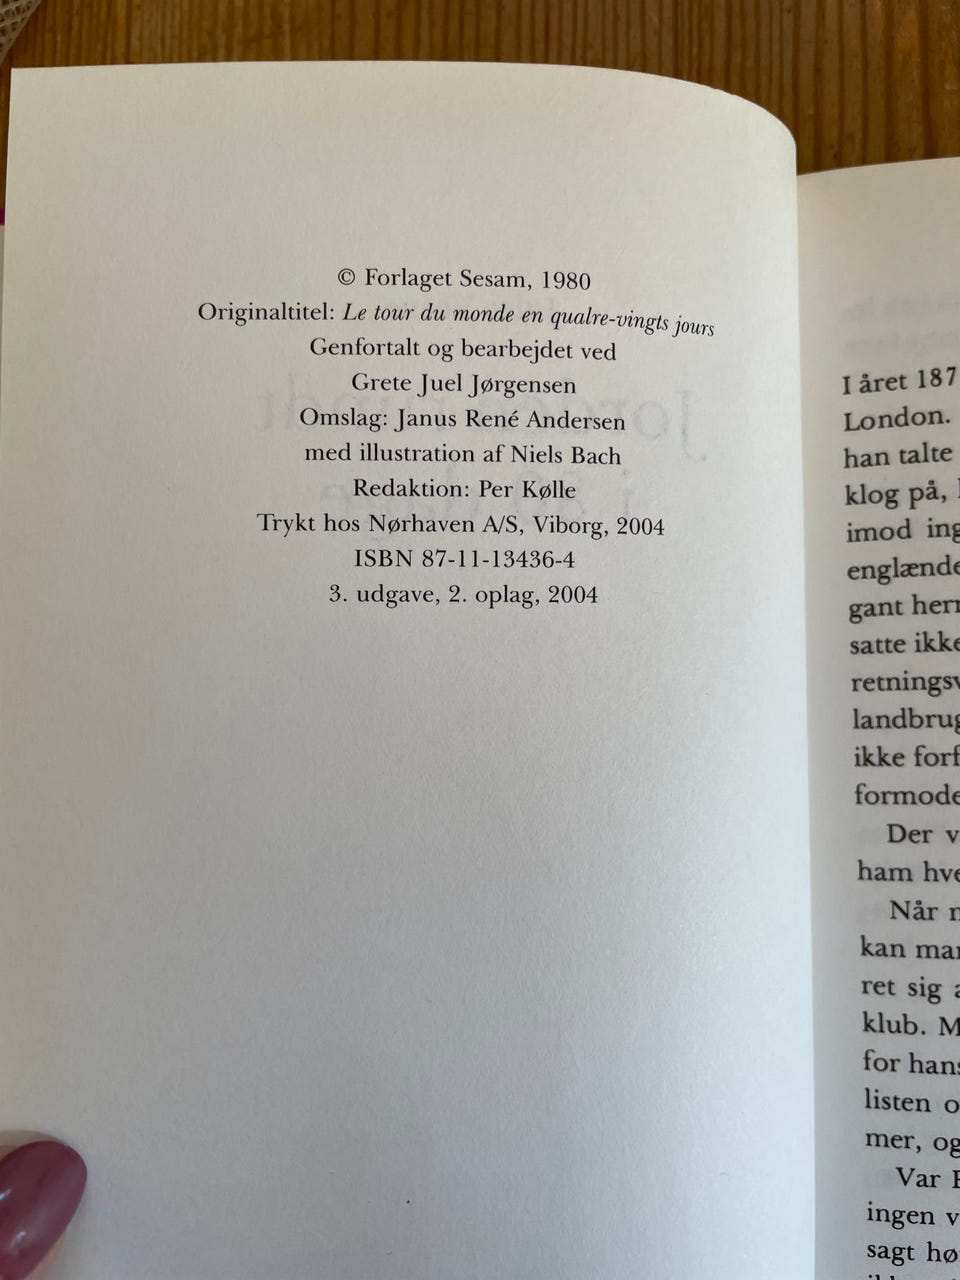 © Forlaget Sesam, 1980
Originaltitel: Le tour du monde en qualre-vingts jours
Genfortalt og bearbejdet ved
Grete Juel Jørgensen
Omslag: Janus René Andersen
med illustration af Niels Bach
Redaktion: Per Kølle
Trykt hos Nørhaven A/S, Viborg, 2004
ISBN 87-11-13436-4
3. udgave, 2. oplag, 2004
I året 187
London.
han talte
klog på,
imod ing
englænde
gant herr
satte ikke
retningsv
landbrug
ikke forf
formode
Der v
ham hve
Når n
kan mar
ret sig a
klub. M
for hans
listen o
mer, og
Var F
ingen v
sagt hø